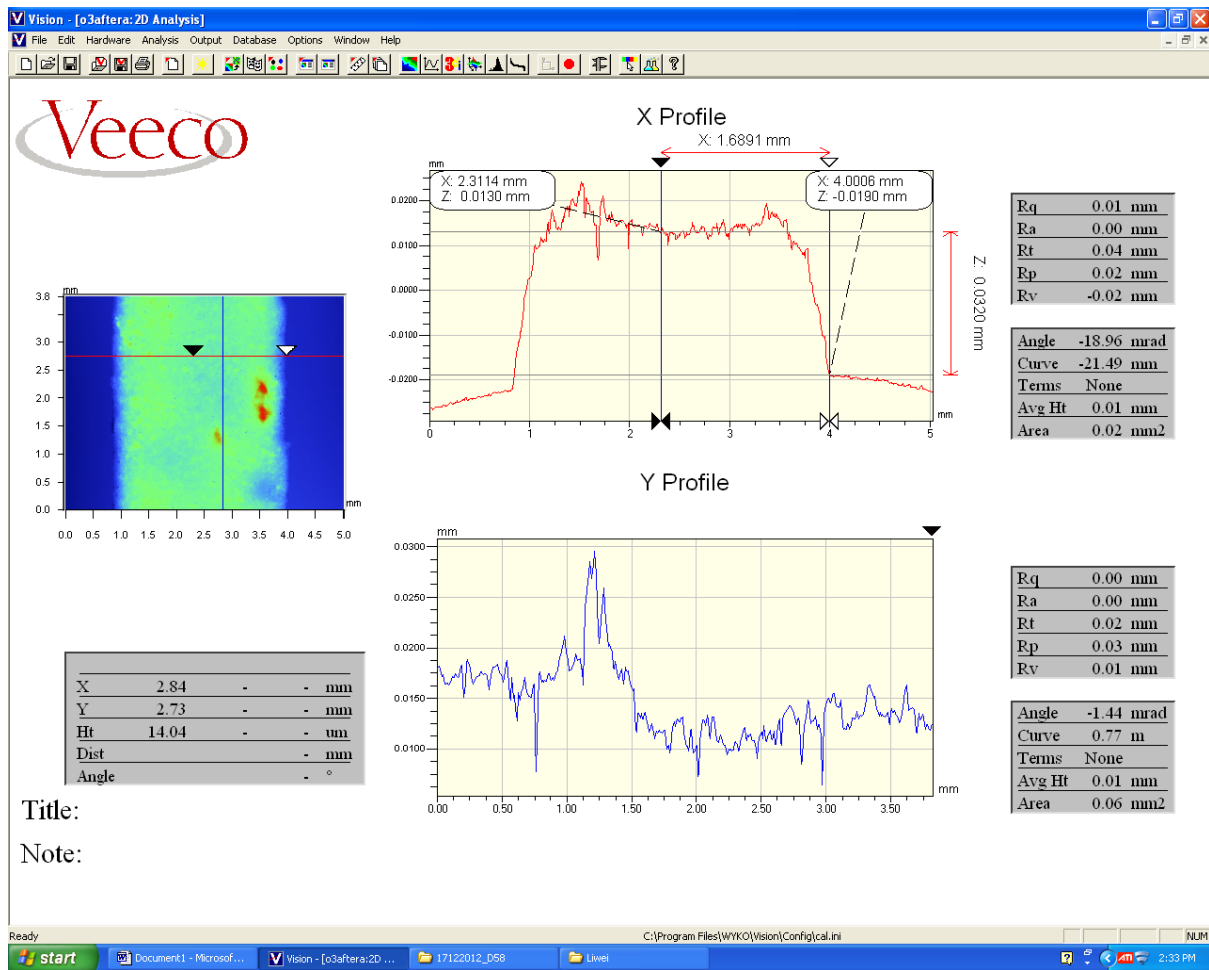 Vision - [o3aftera: 2D Analysis]
File Edit Hardware Analysis Output Database Options Window Help
Veeco
X Profile
X: 1.6891 mm
mm
X: 2.3114 mm
Z: 0.0130 mm
X: 4.0006 mm
Z: -0.0190 mm
0.0200
0.0100
0.0000
-0.0100
-0.0200
Z: 0.0320 mm
mm
0 1 2 3 4 5
Rq 0.01 mm
Ra 0.00 mm
Rt 0.04 mm
Rp 0.02 mm
Rv -0.02 mm
Angle -18.96 mrad
Curve -21.49 mm
Terms None
Avg Ht 0.01 mm
Area 0.02 mm2
mm
3.8
3.0
2.5
2.0
1.5
1.0
0.5
0.0
mm
0.0 0.5 1.0 1.5 2.0 2.5 3.0 3.5 4.0 4.5 5.0
Y Profile
mm
0.0300
0.0250
0.0200
0.0150
0.0100
mm
0.00 0.50 1.00 1.50 2.00 2.50 3.00 3.50
Rq 0.00 mm
Ra 0.00 mm
Rt 0.02 mm
Rp 0.03 mm
Rv 0.01 mm
Angle -1.44 mrad
Curve 0.77 m
Terms None
Avg Ht 0.01 mm
Area 0.06 mm2
X 2.84 - - mm
Y 2.73 - - mm
Ht 14.04 - - um
Dist - mm
Angle - °
Title:
Note:
Ready
C:\Program Files\WYKO\Vision\Config\cal.ini
NUM
start
Document1 - Microsof...
Vision - [o3aftera:2D ...
17122012_D58
Liwei
ATI
2:33 PM